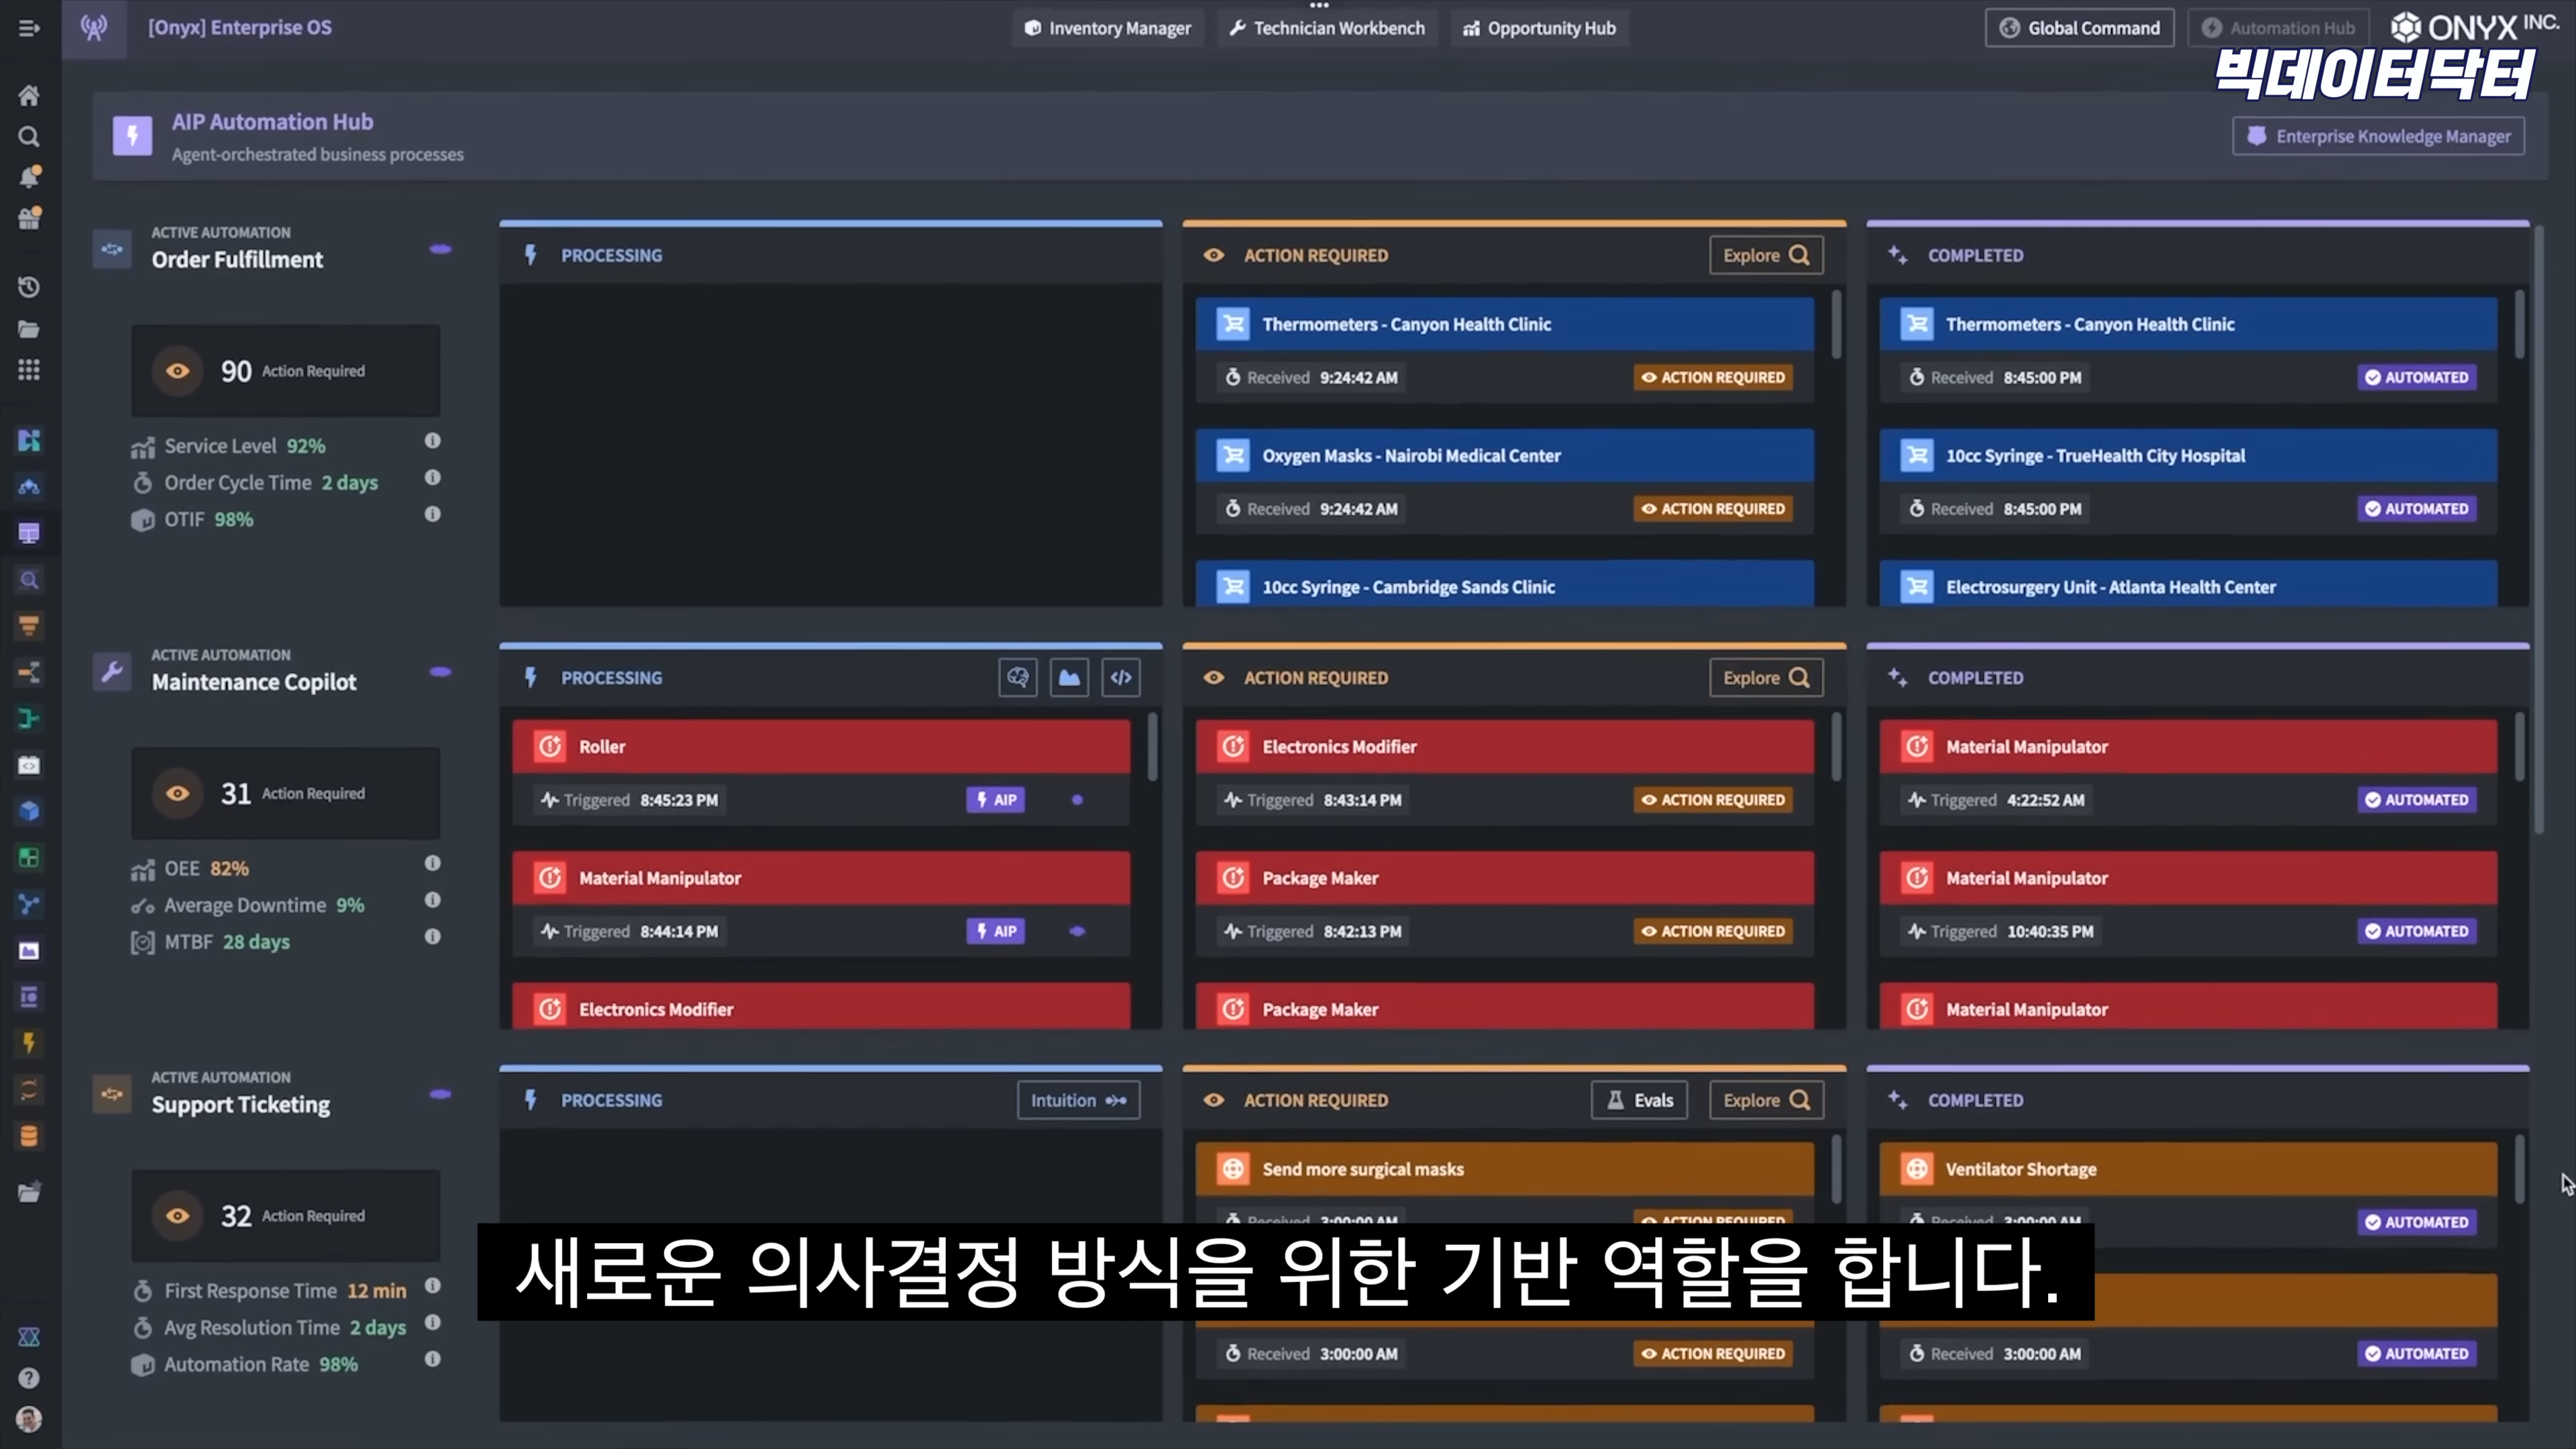 [Onyx] Enterprise OS
Inventory Manager
Technician Workbench
Opportunity Hub
Global Command
Automation Hub
ONYX INC.
빅데이터닥터
AIP Automation Hub
Agent-orchestrated business processes
Enterprise Knowledge Manager
ACTIVE AUTOMATION
Order Fulfillment
90 Action Required
Service Level 92%
Order Cycle Time 2 days
OTIF 98%
PROCESSING
ACTION REQUIRED
Explore
Thermometers - Canyon Health Clinic
Received 9:24:42 AM
ACTION REQUIRED
Oxygen Masks - Nairobi Medical Center
Received 9:24:42 AM
ACTION REQUIRED
10cc Syringe - Cambridge Sands Clinic
COMPLETED
Thermometers - Canyon Health Clinic
Received 8:45:00 PM
AUTOMATED
10cc Syringe - TrueHealth City Hospital
Received 8:45:00 PM
AUTOMATED
Electrosurgery Unit - Atlanta Health Center
ACTIVE AUTOMATION
Maintenance Copilot
31 Action Required
OEE 82%
Average Downtime 9%
MTBF 28 days
PROCESSING
Roller
Triggered 8:45:23 PM
AIP
Material Manipulator
Triggered 8:44:14 PM
AIP
Electronics Modifier
ACTION REQUIRED
Explore
Electronics Modifier
Triggered 8:43:14 PM
ACTION REQUIRED
Package Maker
Triggered 8:42:13 PM
ACTION REQUIRED
Package Maker
COMPLETED
Material Manipulator
Triggered 4:22:52 AM
AUTOMATED
Material Manipulator
Triggered 10:40:35 PM
AUTOMATED
Material Manipulator
ACTIVE AUTOMATION
Support Ticketing
32 Action Required
First Response Time 12 min
Avg Resolution Time 2 days
Automation Rate 98%
PROCESSING
Intuition
ACTION REQUIRED
Evals
Explore
Send more surgical masks
Received 3:00:00 AM
ACTION REQUIRED
Received 3:00:00 AM
ACTION REQUIRED
COMPLETED
Ventilator Shortage
Received 3:00:00 AM
AUTOMATED
Received 3:00:00 AM
AUTOMATED
새로운 의사결정 방식을 위한 기반 역할을 합니다.